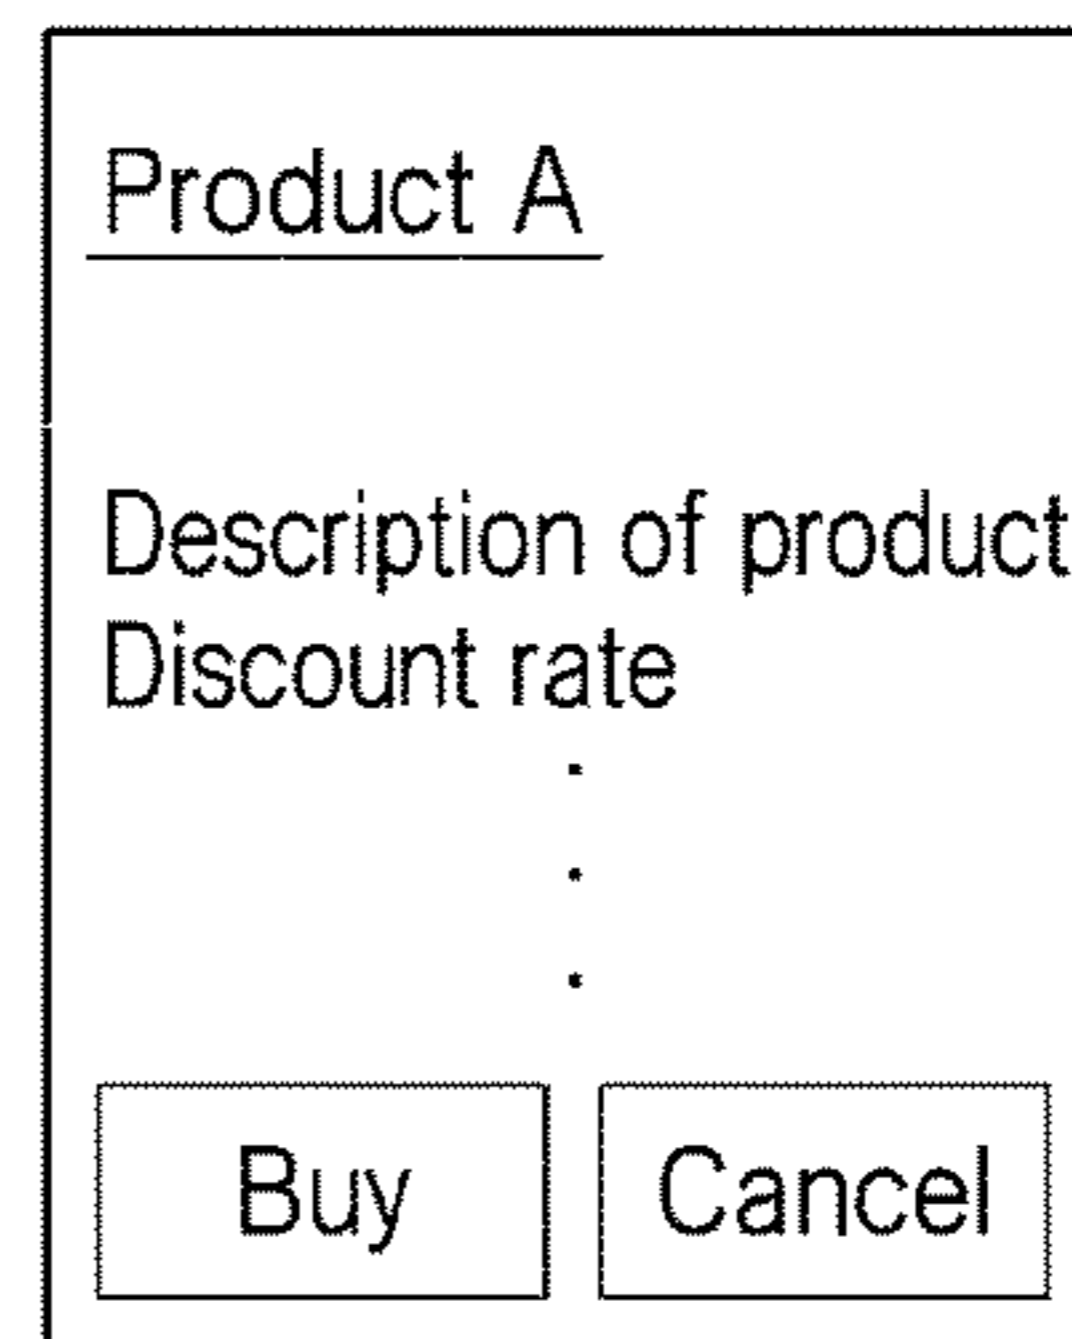 Product A
Description of product
Discount rate
.
.
.
Buy
Cancel